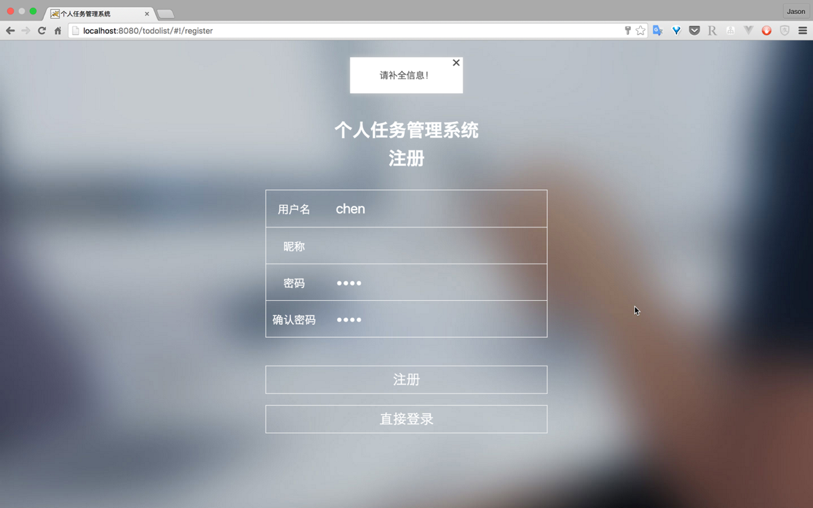 个人任务管理系统
Jason
localhost:8080/todolist/#!/register
请补全信息!
个人任务管理系统
注册
用户名 chen
昵称
密码 ••••
确认密码 ••••
注册
直接登录